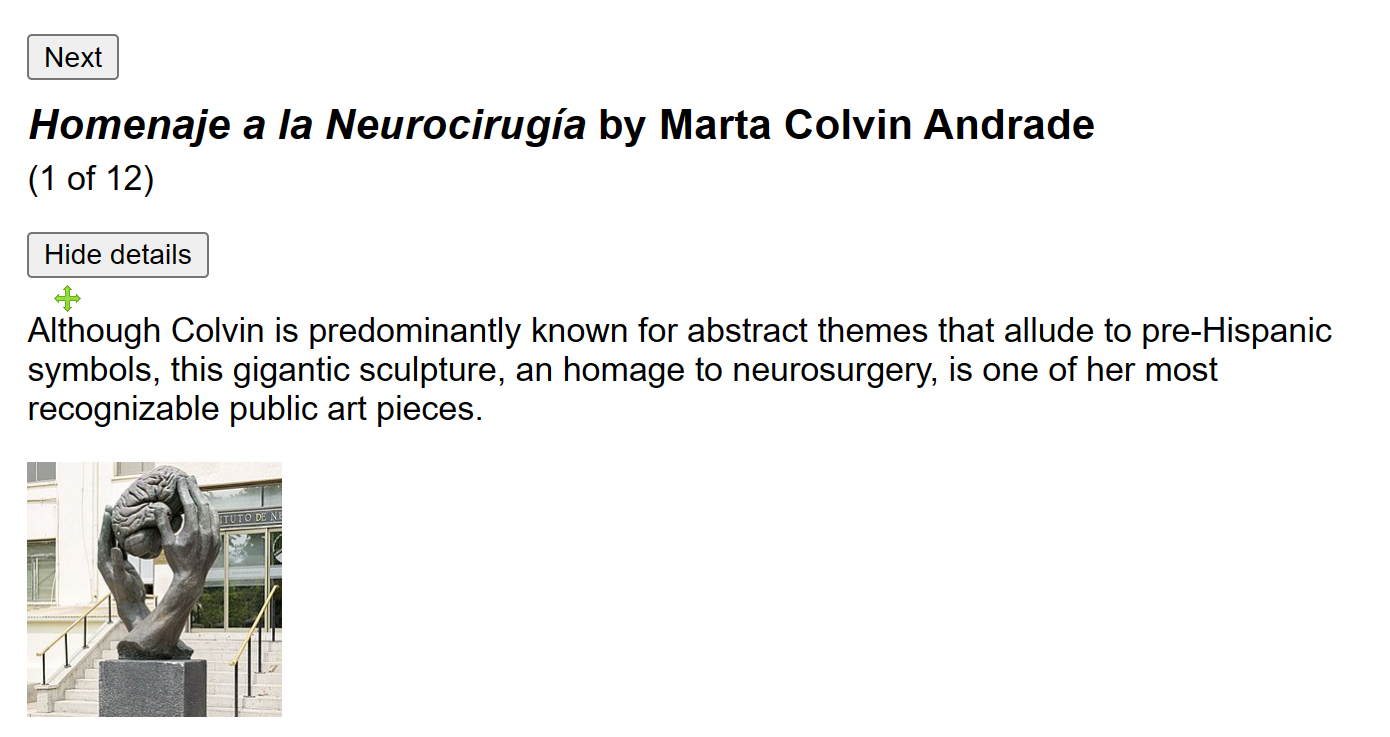 Next
Homenaje a la Neurocirugía by Marta Colvin Andrade
(1 of 12)
Hide details
Although Colvin is predominantly known for abstract themes that allude to pre-Hispanic
symbols, this gigantic sculpture, an homage to neurosurgery, is one of her most
recognizable public art pieces.
TUTO DE NE